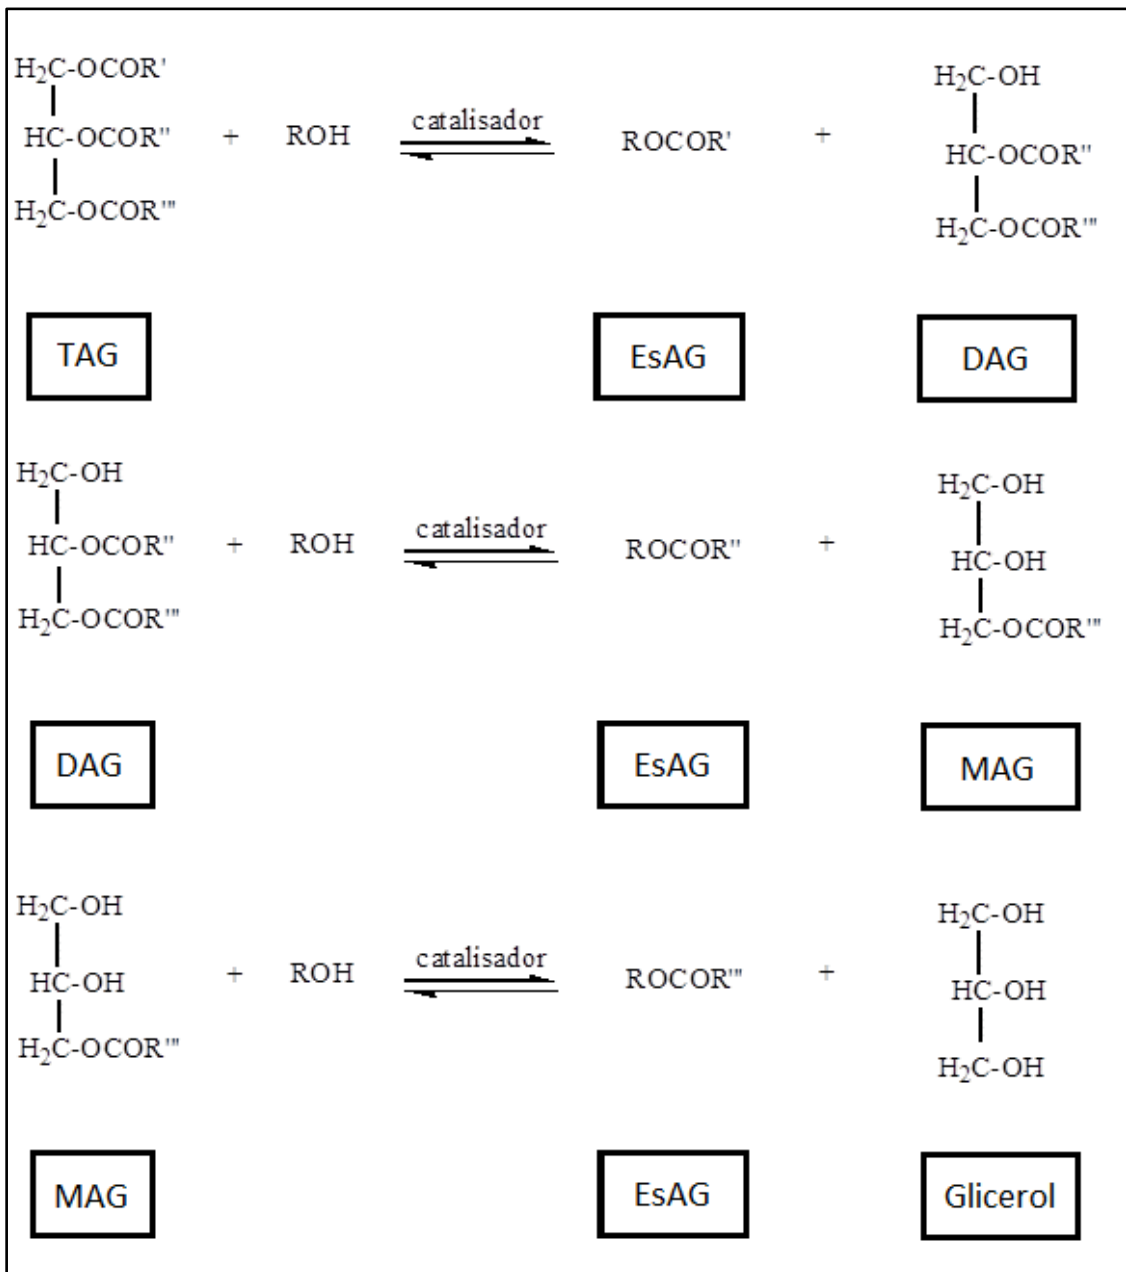 H₂C-OCOR'
HC-OCOR'' + ROH catalisador ROCOR' +
H₂C-OCOR'''
H₂C-OH
HC-OCOR''
H₂C-OCOR'''
TAG EsAG DAG
H₂C-OH
HC-OCOR'' + ROH catalisador ROCOR'' +
H₂C-OCOR'''
H₂C-OH
HC-OH
H₂C-OCOR'''
DAG EsAG MAG
H₂C-OH
HC-OH + ROH catalisador ROCOR''' +
H₂C-OCOR'''
H₂C-OH
HC-OH
H₂C-OH
MAG EsAG Glicerol